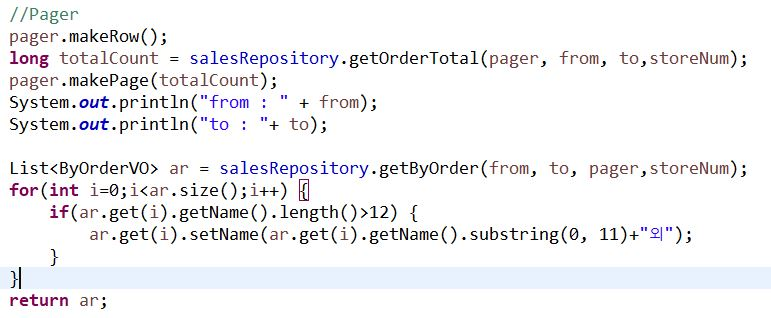 //Pager
pager.makeRow();
long totalCount = salesRepository.getOrderTotal(pager, from, to,storeNum);
pager.makePage(totalCount);
System.out.println("from : " + from);
System.out.println("to : "+ to);

List<ByOrderVO> ar = salesRepository.getByOrder(from, to, pager,storeNum);
for(int i=0;i<ar.size();i++) {
    if(ar.get(i).getName().length()>12) {
        ar.get(i).setName(ar.get(i).getName().substring(0, 11)+"외");
    }
}
return ar;